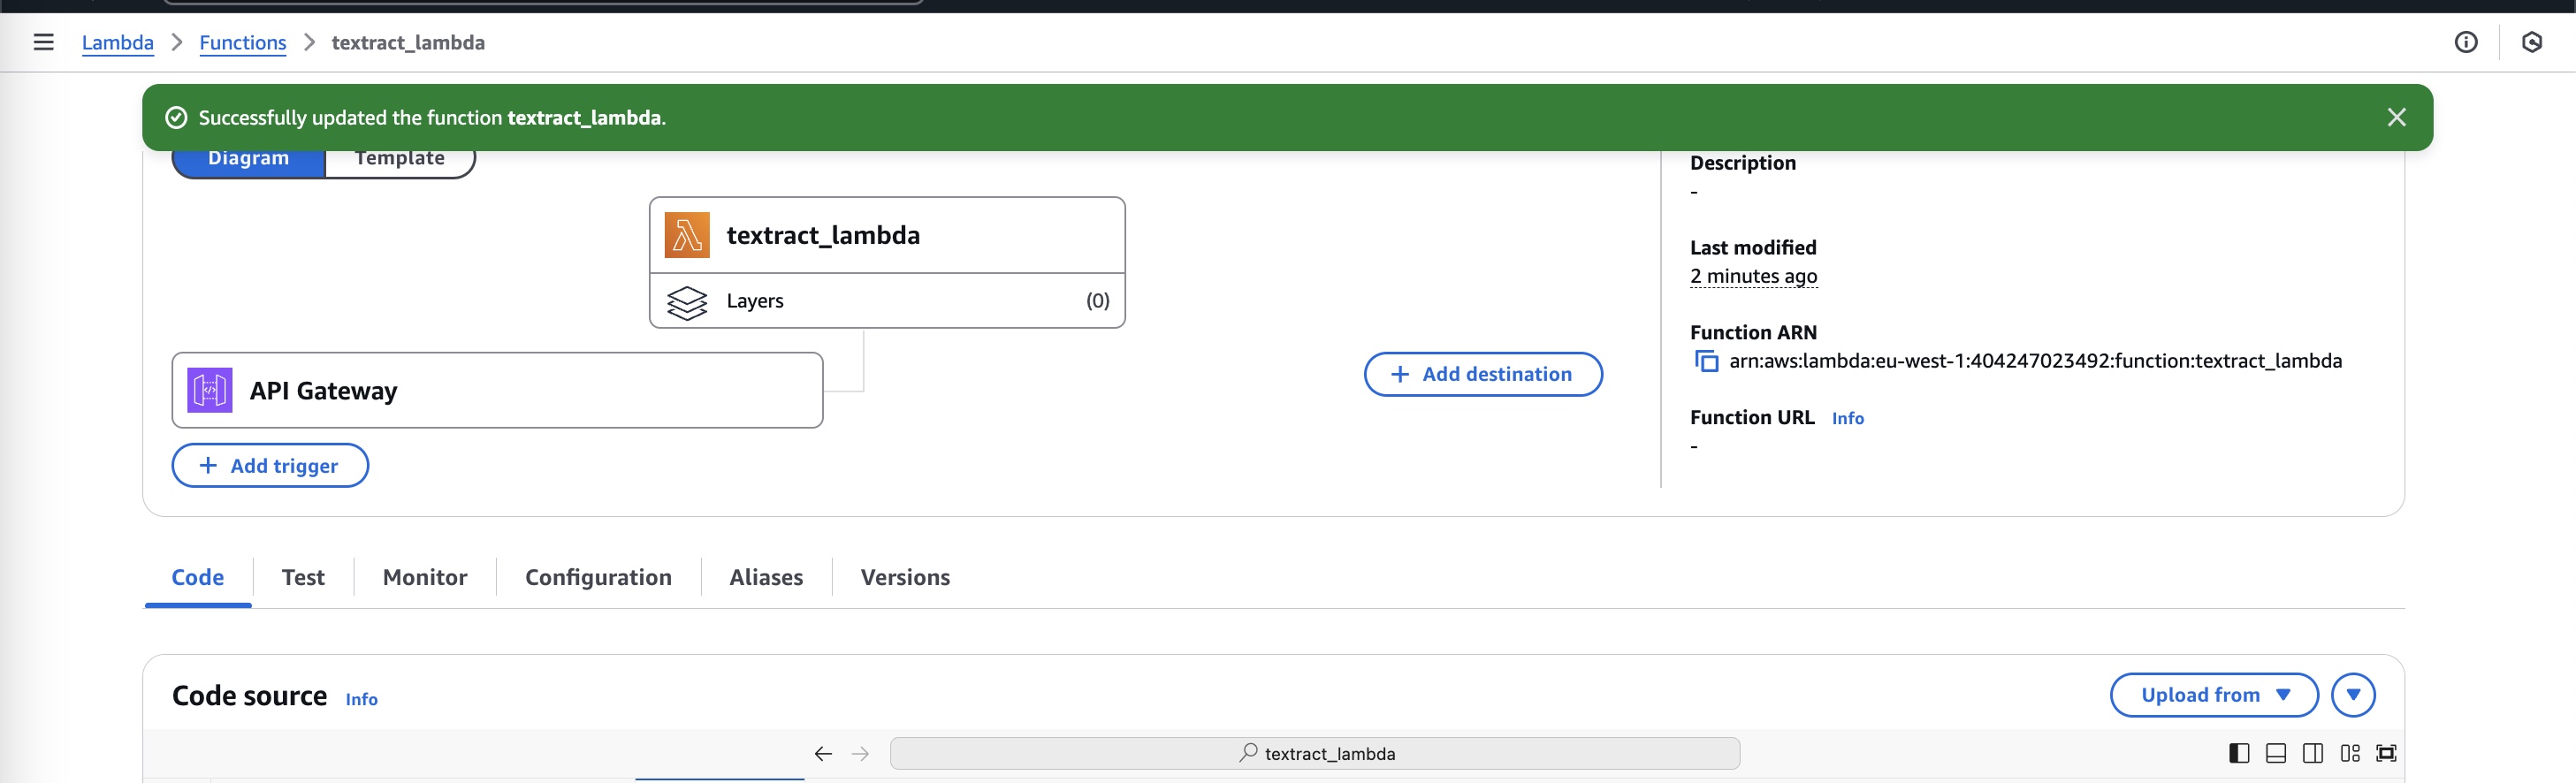 Lambda > Functions > textract_lambda
Successfully updated the function textract_lambda.
Diagram
Template
textract_lambda
Layers
(0)
API Gateway
+ Add trigger
+ Add destination
Description
-
Last modified
2 minutes ago
Function ARN
arn:aws:lambda:eu-west-1:404247023492:function:textract_lambda
Function URL Info
-
Code
Test
Monitor
Configuration
Aliases
Versions
Code source Info
Upload from
textract_lambda